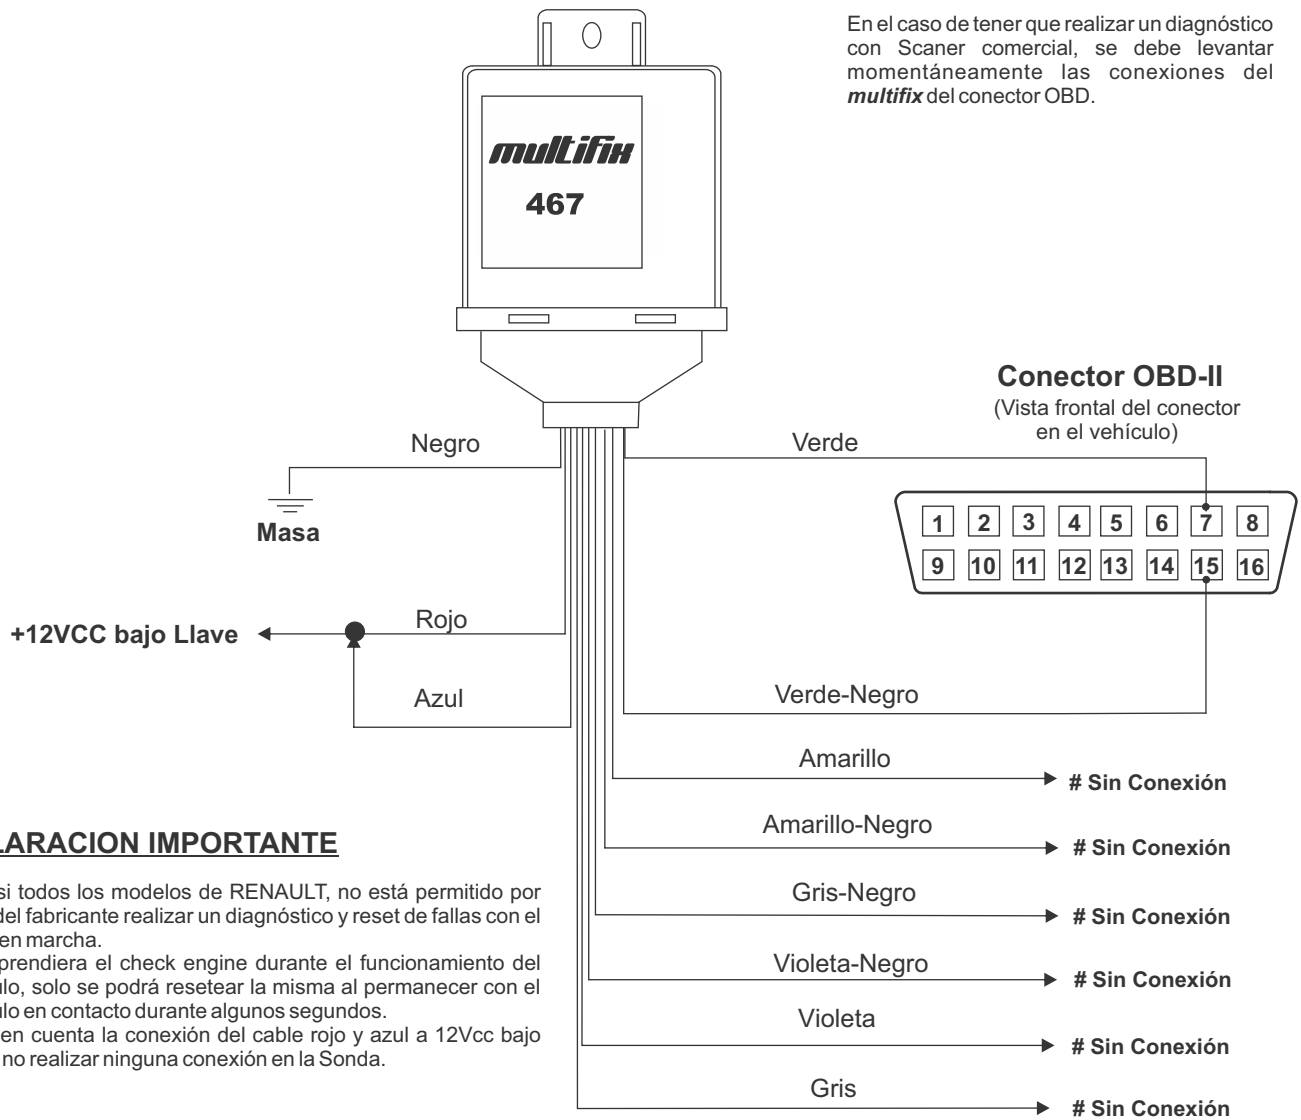 En el caso de tener que realizar un diagnóstico
con Scaner comercial, se debe levantar
momentáneamente las conexiones del
multifix del conector OBD.
multifix
467
Conector OBD-II
(Vista frontal del conector
en el vehículo)
Negro
Verde
Masa
1 2 3 4 5 6 7 8
9 10 11 12 13 14 15 16
+12VCC bajo Llave
Rojo
Azul
Verde-Negro
Amarillo
# Sin Conexión
Amarillo-Negro
# Sin Conexión
Gris-Negro
# Sin Conexión
Violeta-Negro
# Sin Conexión
Violeta
# Sin Conexión
Gris
# Sin Conexión
LARACION IMPORTANTE
si todos los modelos de RENAULT, no está permitido por
del fabricante realizar un diagnóstico y reset de fallas con el
en marcha.
prendiera el check engine durante el funcionamiento del
ulo, solo se podrá resetear la misma al permanecer con el
ulo en contacto durante algunos segundos.
en cuenta la conexión del cable rojo y azul a 12Vcc bajo
no realizar ninguna conexión en la Sonda.